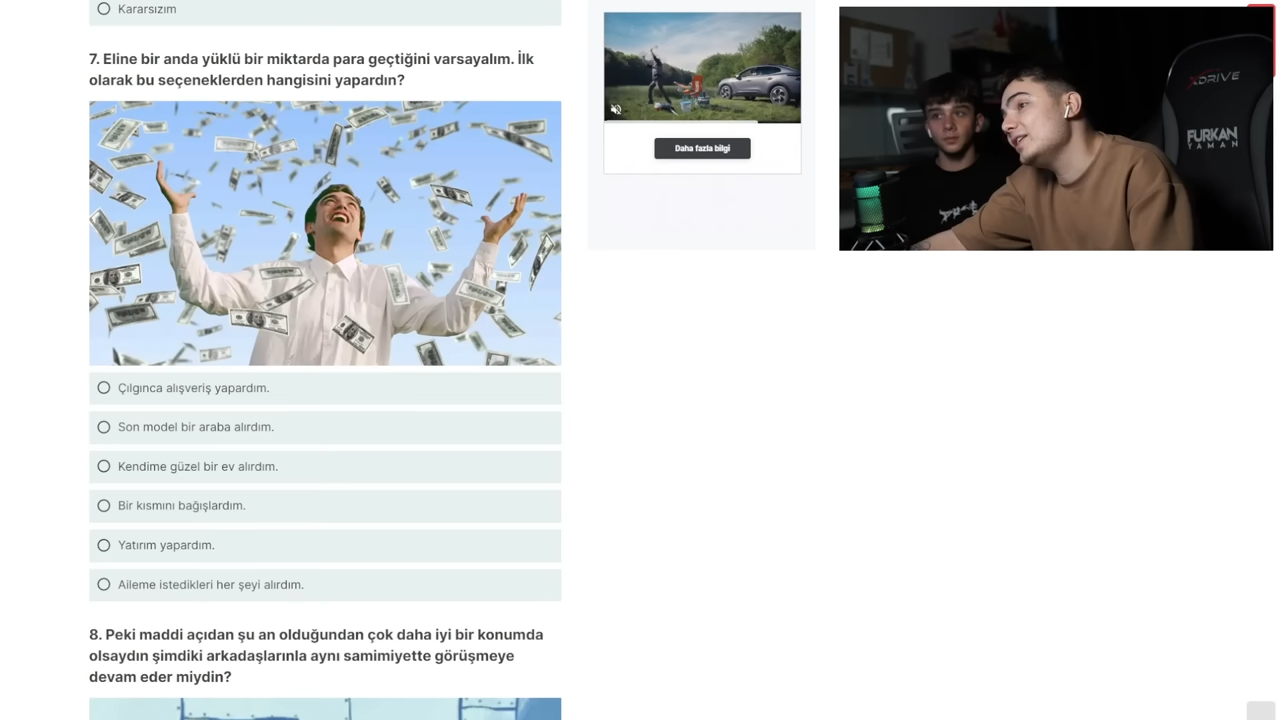 Kararsızım
7. Eline bir anda yüklü bir miktarda para geçtiğini varsayalım. İlk
olarak bu seçeneklerden hangisini yapardın?
Çılgınca alışveriş yapardım.
Son model bir araba alırdım.
Kendime güzel bir ev alırdım.
Bir kısmını bağışlardım.
Yatırım yapardım.
Aileme istedikleri her şeyi alırdım.
8. Peki maddi açıdan şu an olduğundan çok daha iyi bir konumda
olsaydın şimdiki arkadaşlarınla aynı samimiyette görüşmeye
devam eder miydin?
Daha fazla bilgi
XDRIVE
FURKAN
YAMAN